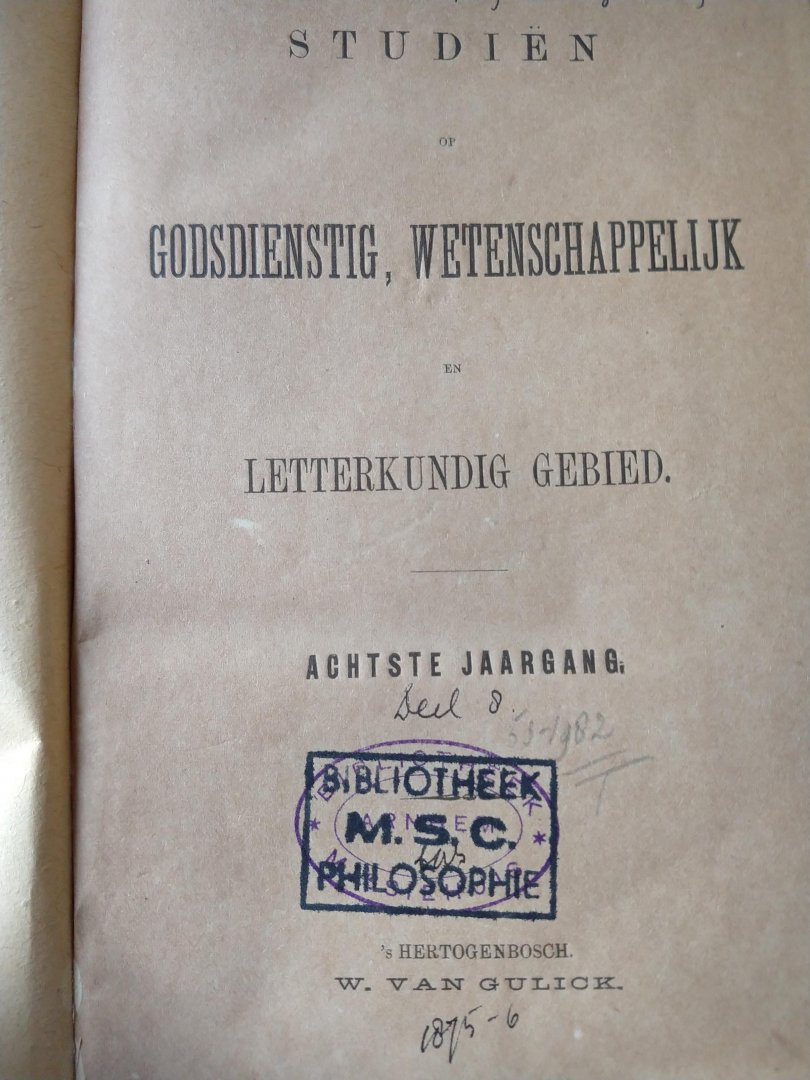 STUDIËN
OP
GODSDIENSTIG, WETENSCHAPPELIJK
EN
LETTERKUNDIG GEBIED.
ACHTSTE JAARGANG.
Deel 8.
BIBLIOTHEEK
M.S.C.
PHILOSOPHIE
'S HERTOGENBOSCH.
W. VAN GULICK.
1875-6